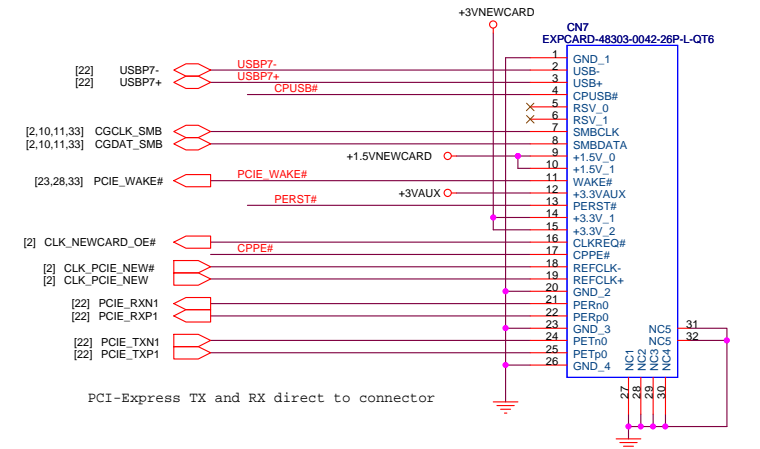 +3VNEWCARD
CN7
EXPCARD-48303-0042-26P-L-QT6
[22] USBP7- USBP7- 1 GND_1
[22] USBP7+ USBP7+ 2 USB-
3 USB+
CPUSB# 4 CPUSB#
5 RSV_0
6 RSV_1
[2,10,11,33] CGCLK_SMB 7 SMBCLK
[2,10,11,33] CGDAT_SMB 8 SMBDATA
+1.5VNEWCARD 9 +1.5V_0
10 +1.5V_1
[23,28,33] PCIE_WAKE# PCIE_WAKE# 11 WAKE#
+3VAUX 12 +3.3VAUX
PERST# 13 PERST#
14 +3.3V_1
15 +3.3V_2
[2] CLK_NEWCARD_OE# 16 CLKREQ#
CPPE# 17 CPPE#
[2] CLK_PCIE_NEW# 18 REFCLK-
[2] CLK_PCIE_NEW 19 REFCLK+
20 GND_2
[22] PCIE_RXN1 21 PERn0
[22] PCIE_RXP1 22 PERp0
23 GND_3 NC5 31
[22] PCIE_TXN1 24 PETn0 NC5 32
[22] PCIE_TXP1 25 PETp0
26 GND_4
NC1 NC2 NC3 NC4
27 28 29 30
PCI-Express TX and RX direct to connector